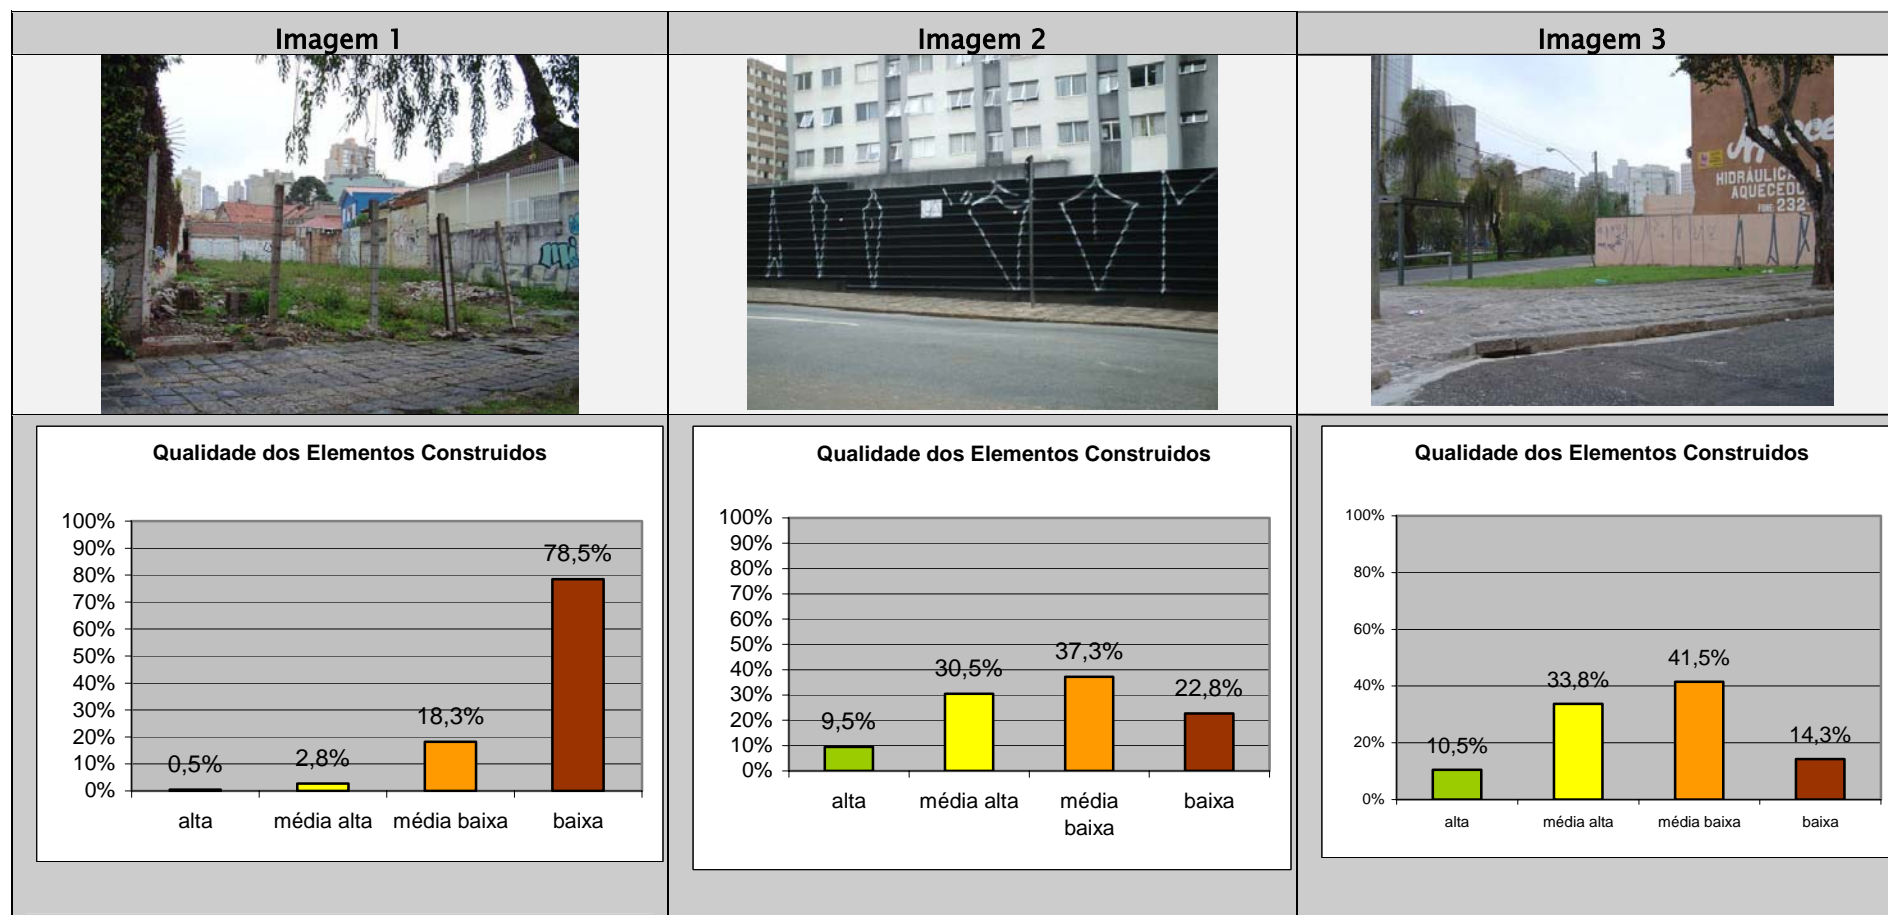 Imagem 1
Imagem 2
Imagem 3
HIDRÁULICA
AQUECEDO
FONE: 232-
Qualidade dos Elementos Construidos
100%
90%
80%
70%
60%
50%
40%
30%
20%
10%
0%
0,5%
2,8%
18,3%
78,5%
alta
média alta
média baixa
baixa
Qualidade dos Elementos Construidos
100%
90%
80%
70%
60%
50%
40%
30%
20%
10%
0%
9,5%
30,5%
37,3%
22,8%
alta
média alta
média
baixa
baixa
Qualidade dos Elementos Construidos
100%
80%
60%
40%
20%
0%
10,5%
33,8%
41,5%
14,3%
alta
média alta
média baixa
baixa